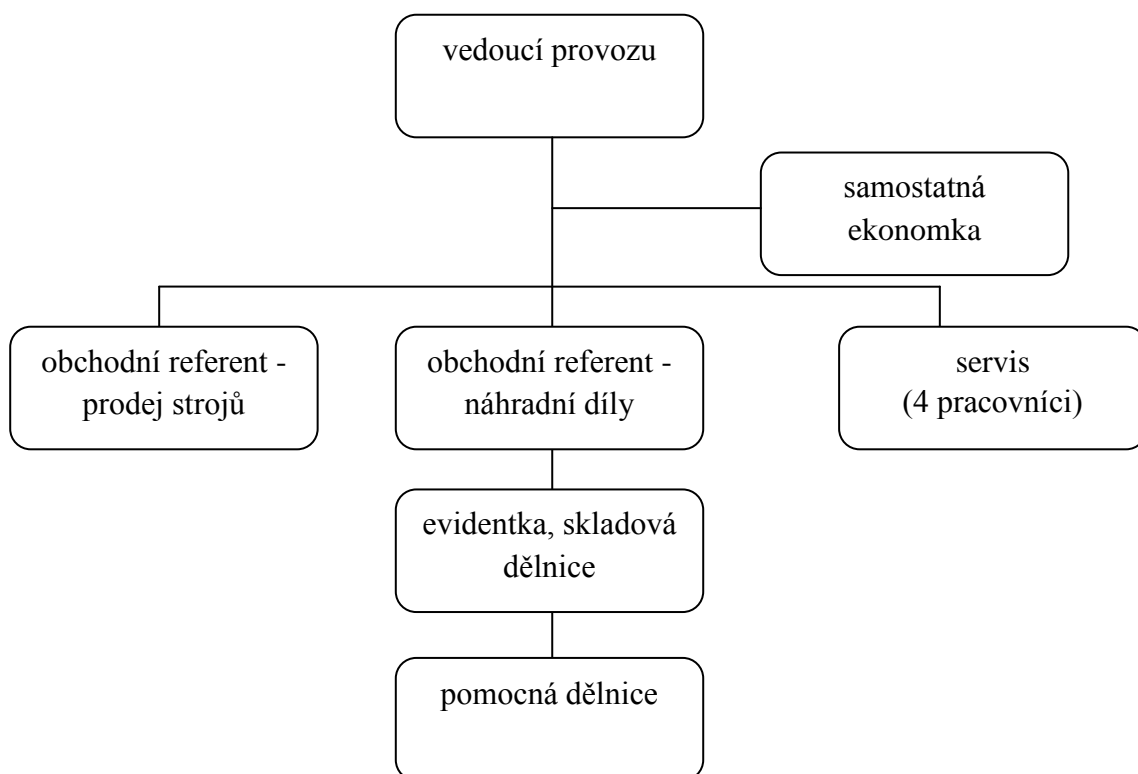 vedoucí provozu
samostatná
ekonomka
obchodní referent -
prodej strojů
obchodní referent -
náhradní díly
servis
(4 pracovníci)
evidentka, skladová
dělnice
pomocná dělnice